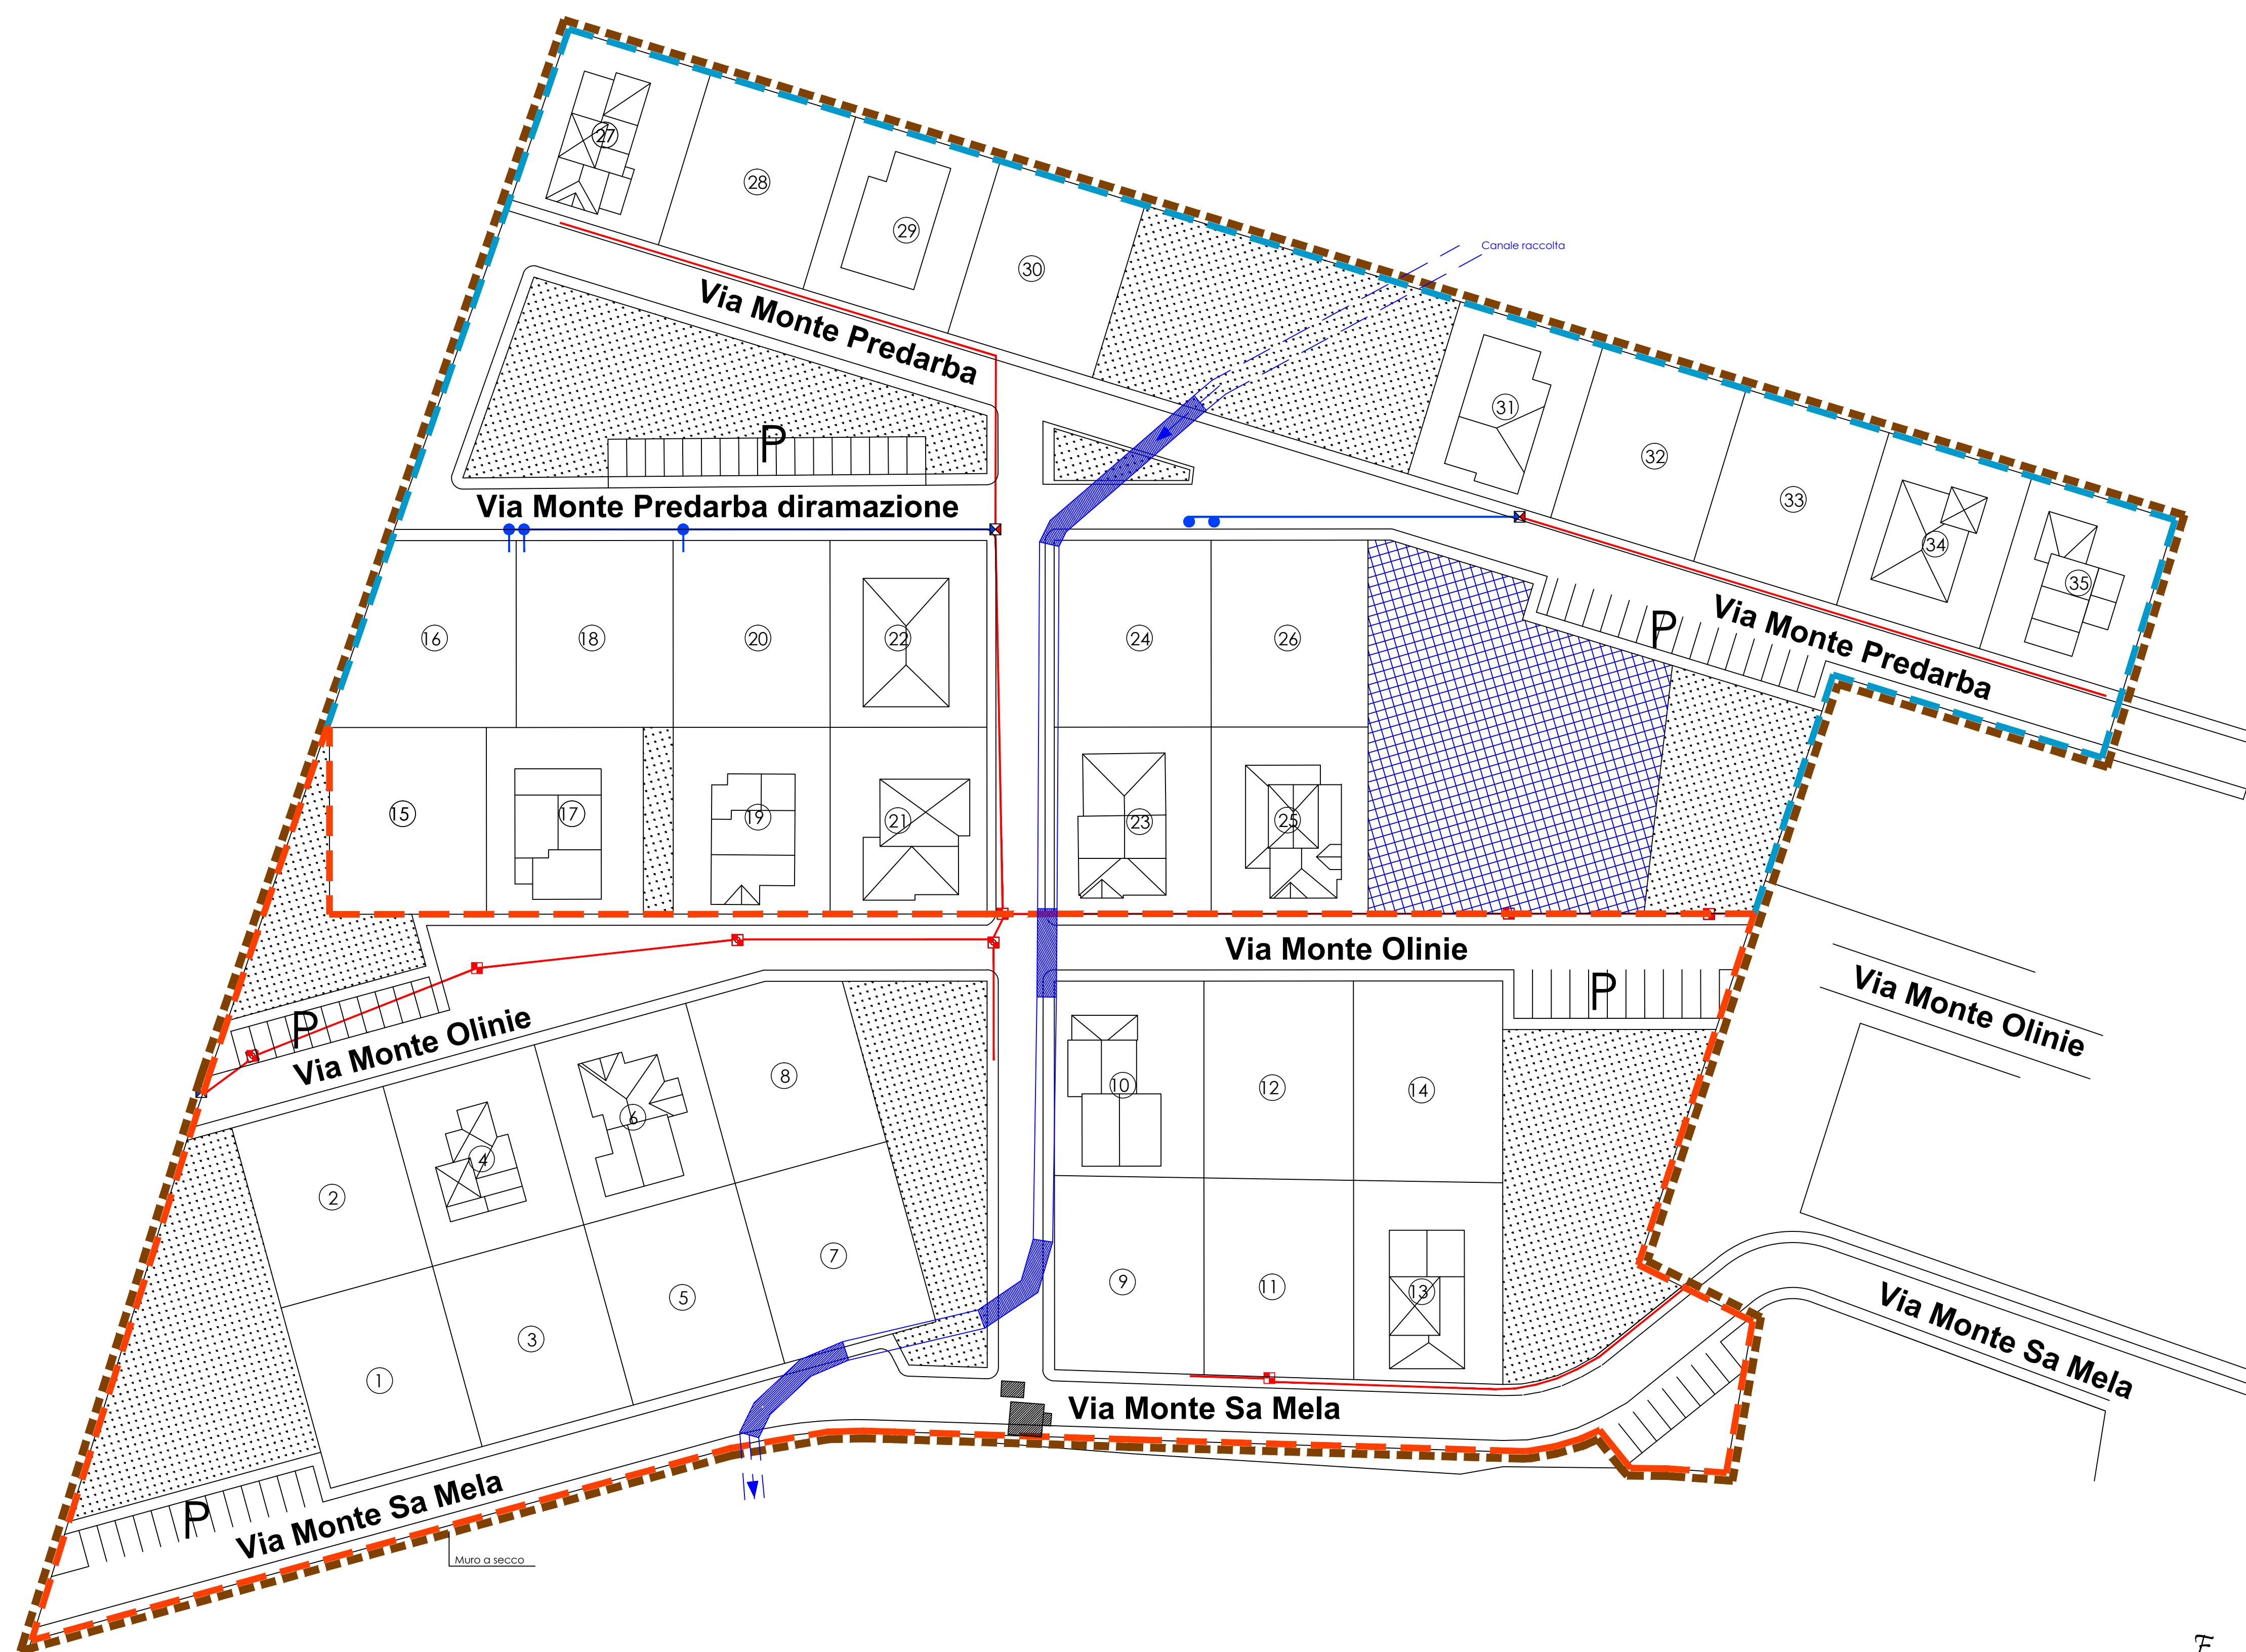 27
28
29
30
Canale raccolta
Via Monte Predarba
31
32
33
34
35
P
Via Monte Predarba diramazione
Via Monte Predarba
P
16
18
20
22
24
26
15
17
19
21
23
25
Via Monte Olinie
Via Monte Olinie
P
P
Via Monte Olinie
2
4
6
8
10
12
14
1
3
5
7
9
11
13
Via Monte Sa Mela
Via Monte Sa Mela
P
Via Monte Sa Mela
Muro a secco